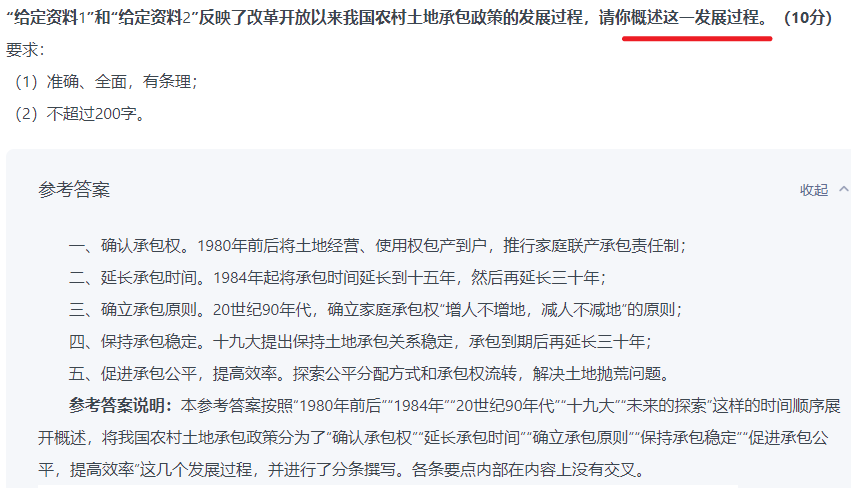 “给定资料1”和“给定资料2”反映了改革开放以来我国农村土地承包政策的发展过程，请你概述这一发展过程。（10分）
要求：
（1）准确、全面，有条理；
（2）不超过200字。
参考答案
收起
一、确认承包权。1980年前后将土地经营、使用权包产到户，推行家庭联产承包责任制；
二、延长承包时间。1984年起将承包时间延长到十五年，然后再延长三十年；
三、确立承包原则。20世纪90年代，确立家庭承包权“增人不增地，减人不减地”的原则；
四、保持承包稳定。十九大提出保持土地承包关系稳定，承包到期后再延长三十年；
五、促进承包公平，提高效率。探索公平分配方式和承包权流转，解决土地抛荒问题。
参考答案说明：本参考答案按照“1980年前后”“1984年”“20世纪90年代”“十九大”“未来的探索”这样的时间顺序展
开概述，将我国农村土地承包政策分为了“确认承包权”“延长承包时间”“确立承包原则”“保持承包稳定”“促进承包公
平，提高效率”这几个发展过程，并进行了分条撰写。各条要点内部在内容上没有交叉。